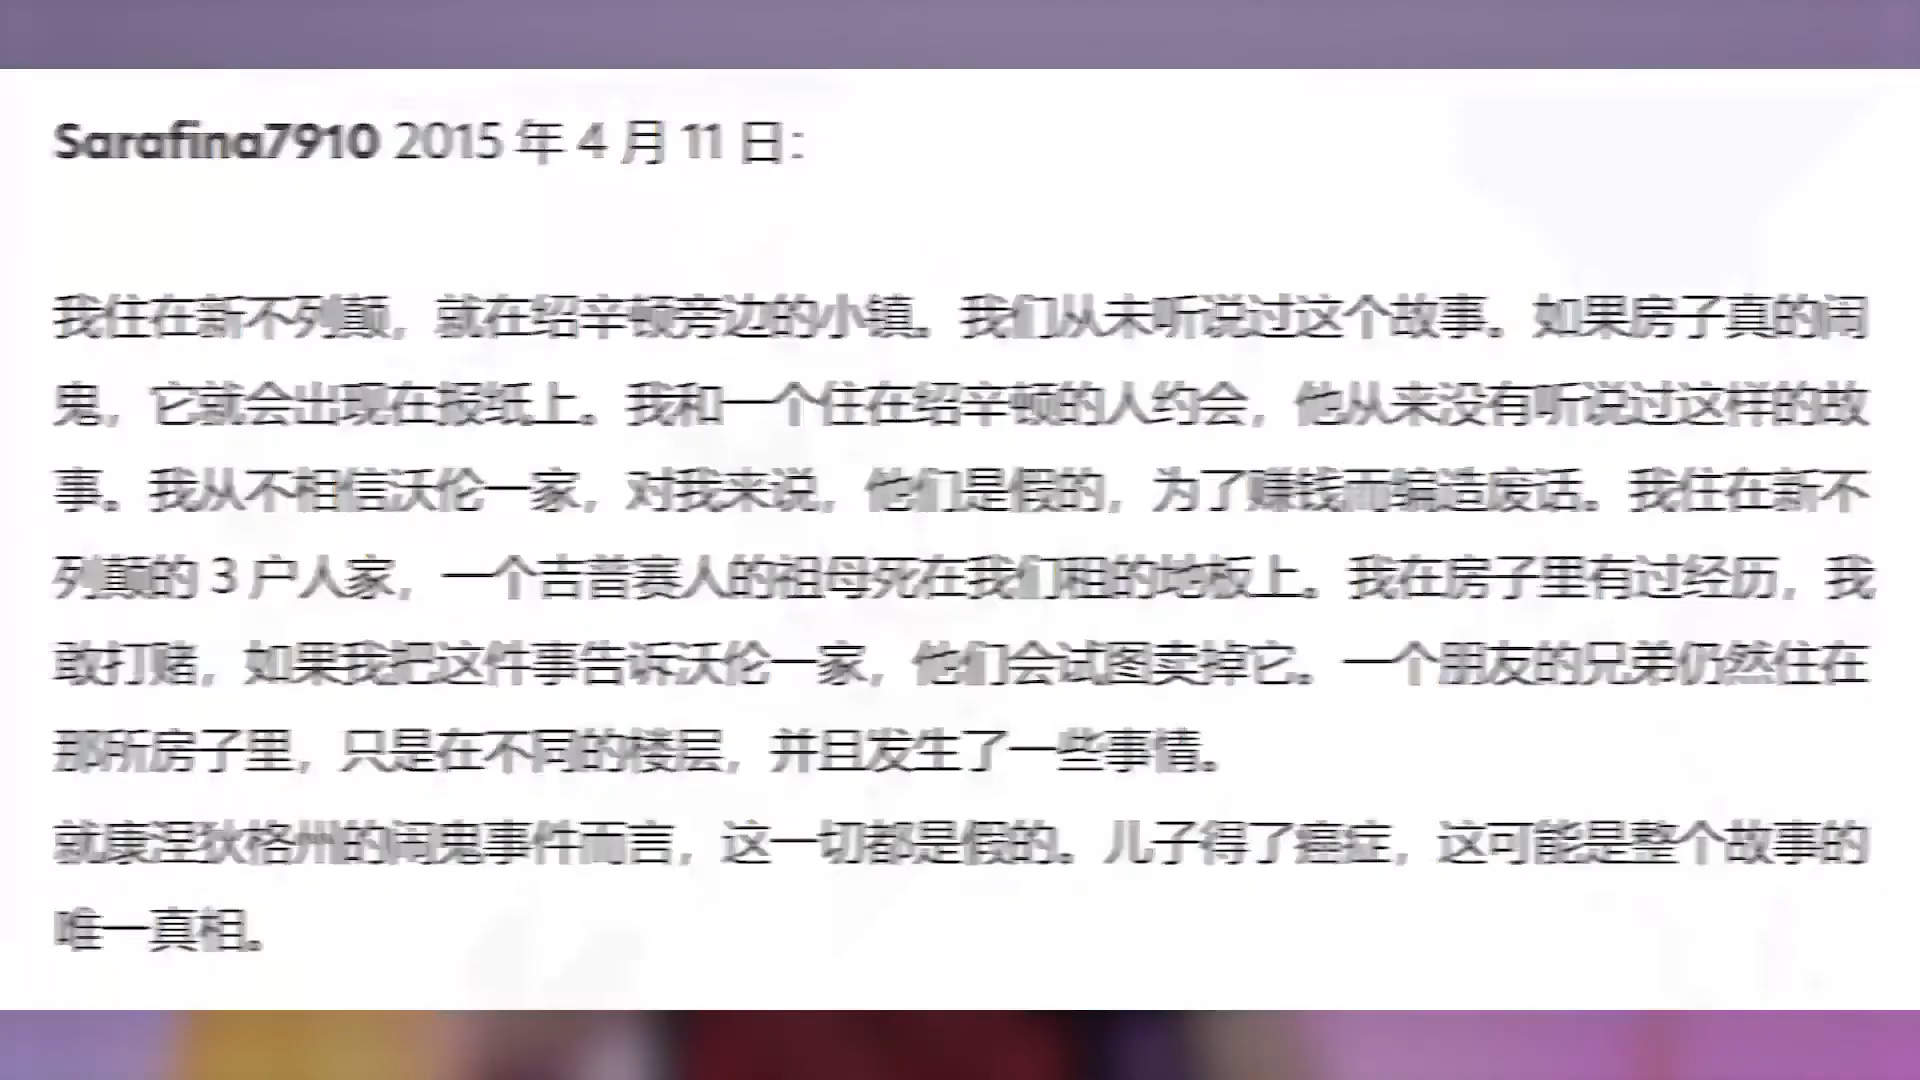 Sarafina7910 2015 年 4 月 11 日：
我住在新不列颠，就在绍辛顿旁边的小镇。我们从未听说过这个故事。如果房子真的闹
鬼，它就会出现在报纸上。我和一个住在绍辛顿的人约会，他从来没有听说过这样的故
事。我从不相信沃伦一家，对我来说，他们是假的，为了赚钱而编造废话。我住在新不
列颠的 3 户人家，一个吉普赛人的祖母死在我们租的地板上。我在房子里有过经历，我
敢打赌，如果我把这件事告诉沃伦一家，他们会试图卖掉它。一个朋友的兄弟仍然住在
那所房子里，只是在不同的楼层，并且发生了一些事情。
就康涅狄格州的闹鬼事件而言，这一切都是假的。儿子得了癌症，这可能是整个故事的
唯一真相。